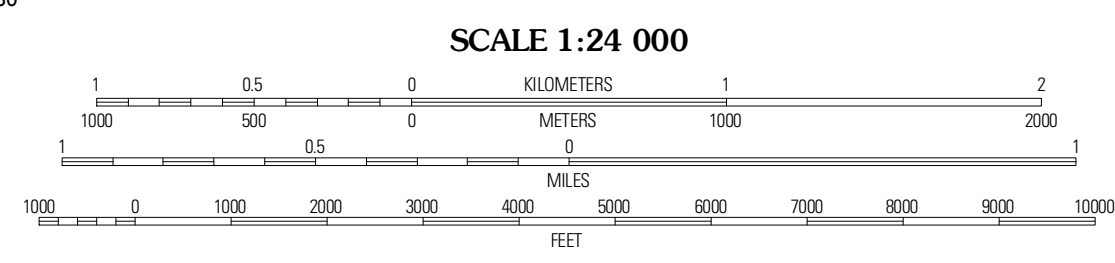 SCALE 1:24 000
1 0.5 0 KILOMETERS 1 2
1000 500 0 METERS 1000 2000
1 0.5 0 1
MILES
1000 0 1000 2000 3000 4000 5000 6000 7000 8000 9000 10000
FEET